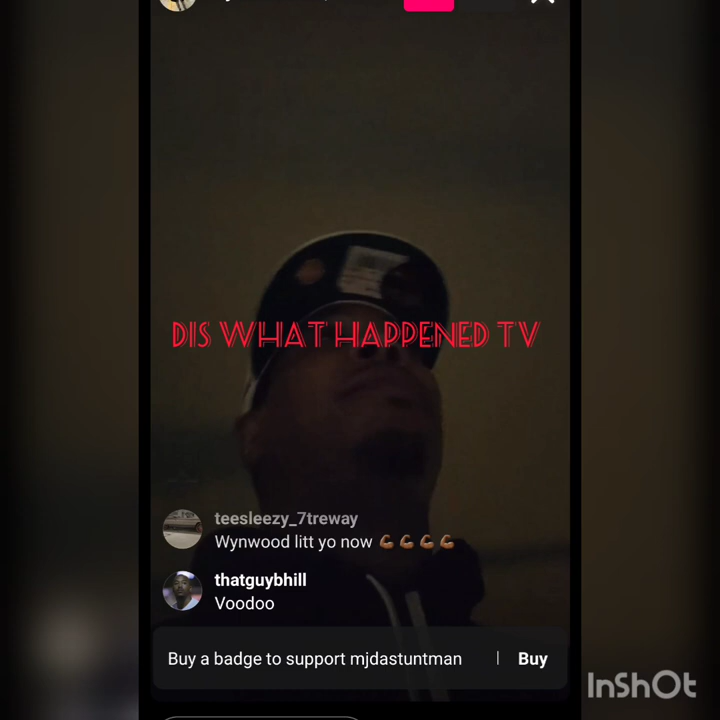 DIS WHAT HAPPENED TV
teesleezy_7treway
Wynwood litt yo now 💪🏾💪🏾💪🏾💪🏾
thatguybhill
Voodoo
Buy a badge to support mjdastuntman | Buy
InShOt